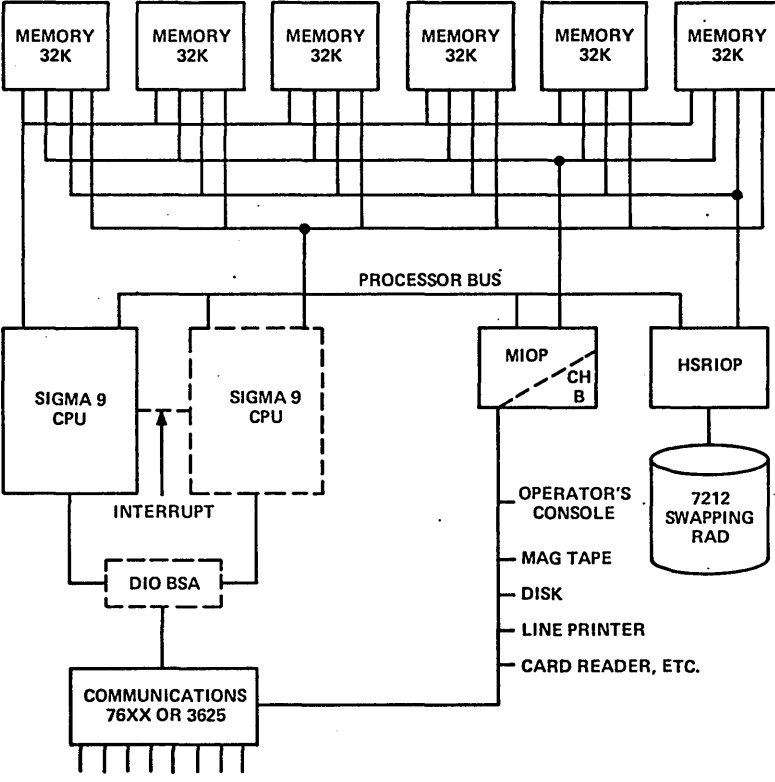 MEMORY
32K
MEMORY
32K
MEMORY
32K
MEMORY
32K
MEMORY
32K
MEMORY
32K
PROCESSOR BUS
SIGMA 9
CPU
SIGMA 9
CPU
MIOP
CH
B
HSRIOP
INTERRUPT
OPERATOR'S
CONSOLE
7212
SWAPPING
RAD
MAG TAPE
DIO BSA
DISK
LINE PRINTER
CARD READER, ETC.
COMMUNICATIONS
76XX OR 3625